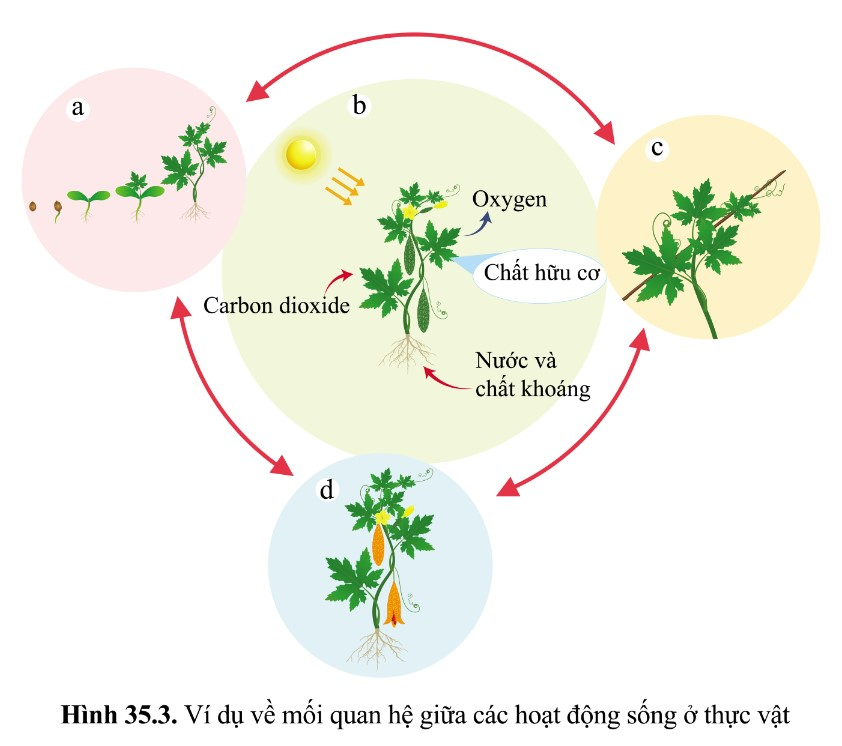 a
b
c
Oxygen
Chất hữu cơ
Carbon dioxide
Nước và
chất khoáng
d
Hình 35.3. Ví dụ về mối quan hệ giữa các hoạt động sống ở thực vật